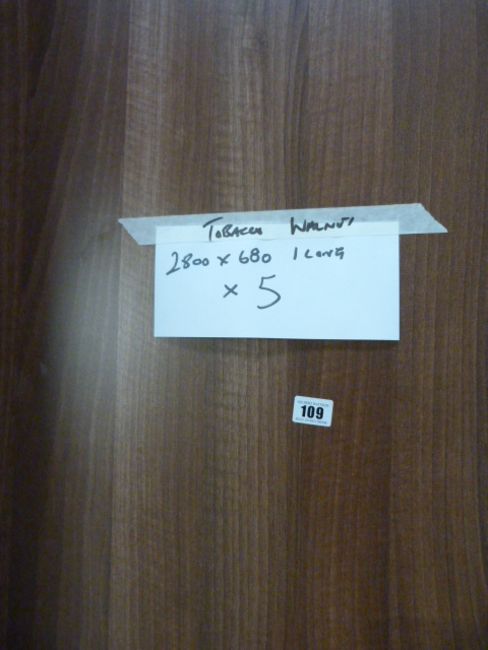 TOBACCO WALNUT
2800 x 680 1 LONG
x 5
109